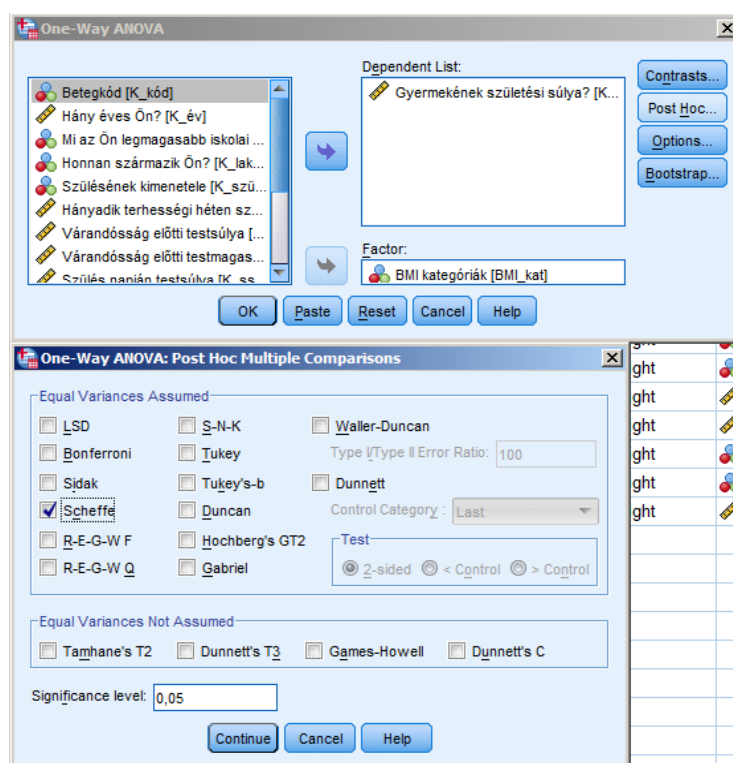 One-Way ANOVA
Dependent List:
Betegkód [K_kód]
Hány éves Ön? [K_év]
Mi az Ön legmagasabb iskolai ...
Honnan származik Ön? [K_lak...
Szülésének kimenetele [K_szü...
Hányadik terhességi héten sz...
Várandósság előtti testsúlya [...
Várandósság előtti testmagas...
Szülés napján testsúlya [K_ss
Gyermekének születési súlya? [K...
Contrasts...
Post Hoc...
Options...
Bootstrap...
Factor:
BMI kategóriák [BMI_kat]
OK Paste Reset Cancel Help
One-Way ANOVA: Post Hoc Multiple Comparisons
Equal Variances Assumed
LSD S-N-K Waller-Duncan
Bonferroni Tukey Type I/Type II Error Ratio: 100
Sidak Tukey's-b Dunnett
Scheffe Duncan Control Category : Last
R-E-G-W F Hochberg's GT2 Test
R-E-G-W Q Gabriel 2-sided < Control > Control
Equal Variances Not Assumed
Tamhane's T2 Dunnett's T3 Games-Howell Dunnett's C
Significance level: 0,05
Continue Cancel Help
ght
ght
ght
ght
ght
ght